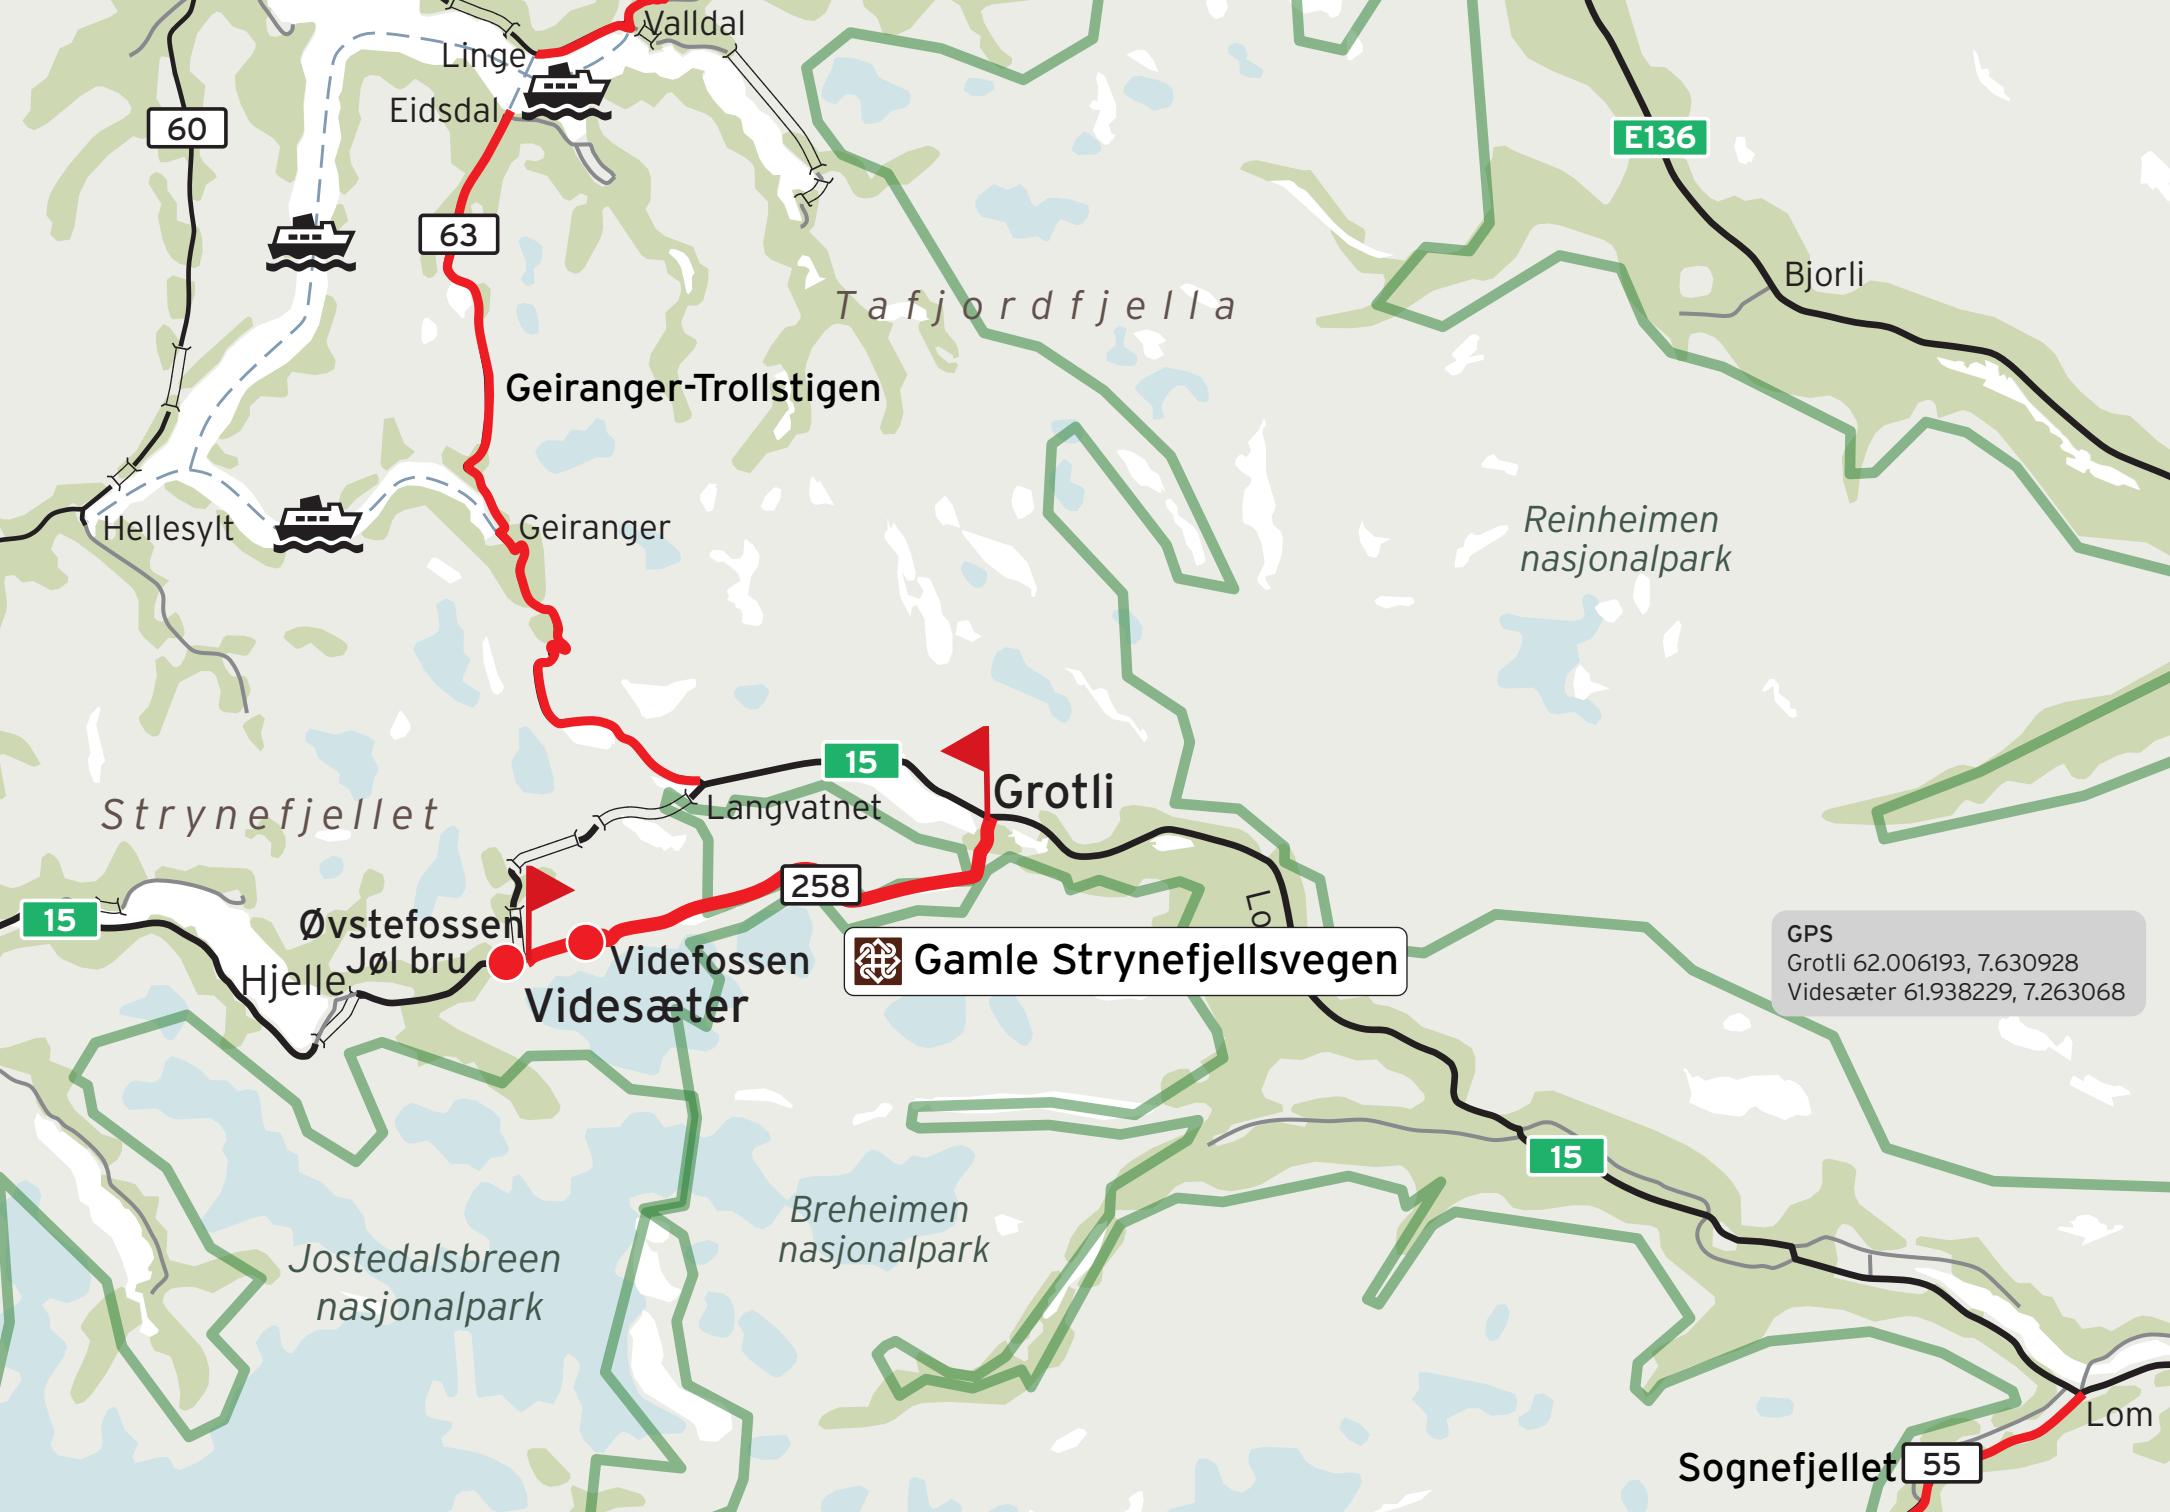 Valldal
Linge
Eidsdal
60
E136
63
Bjorli
Tafjordfjella
Geiranger-Trollstigen
Hellesylt
Geiranger
Reinheimen
nasjonalpark
15
Grotli
Langvatnet
Strynefjellet
258
15
Øvstefossen
Jøl bru
Hjelle
Videfossen
Videsæter
Lo
Gamle Strynefjellsvegen
GPS
Grotli 62.006193, 7.630928
Videsæter 61.938229, 7.263068
15
Breheimen
nasjonalpark
Jostedalsbreen
nasjonalpark
Lom
Sognefjellet
55